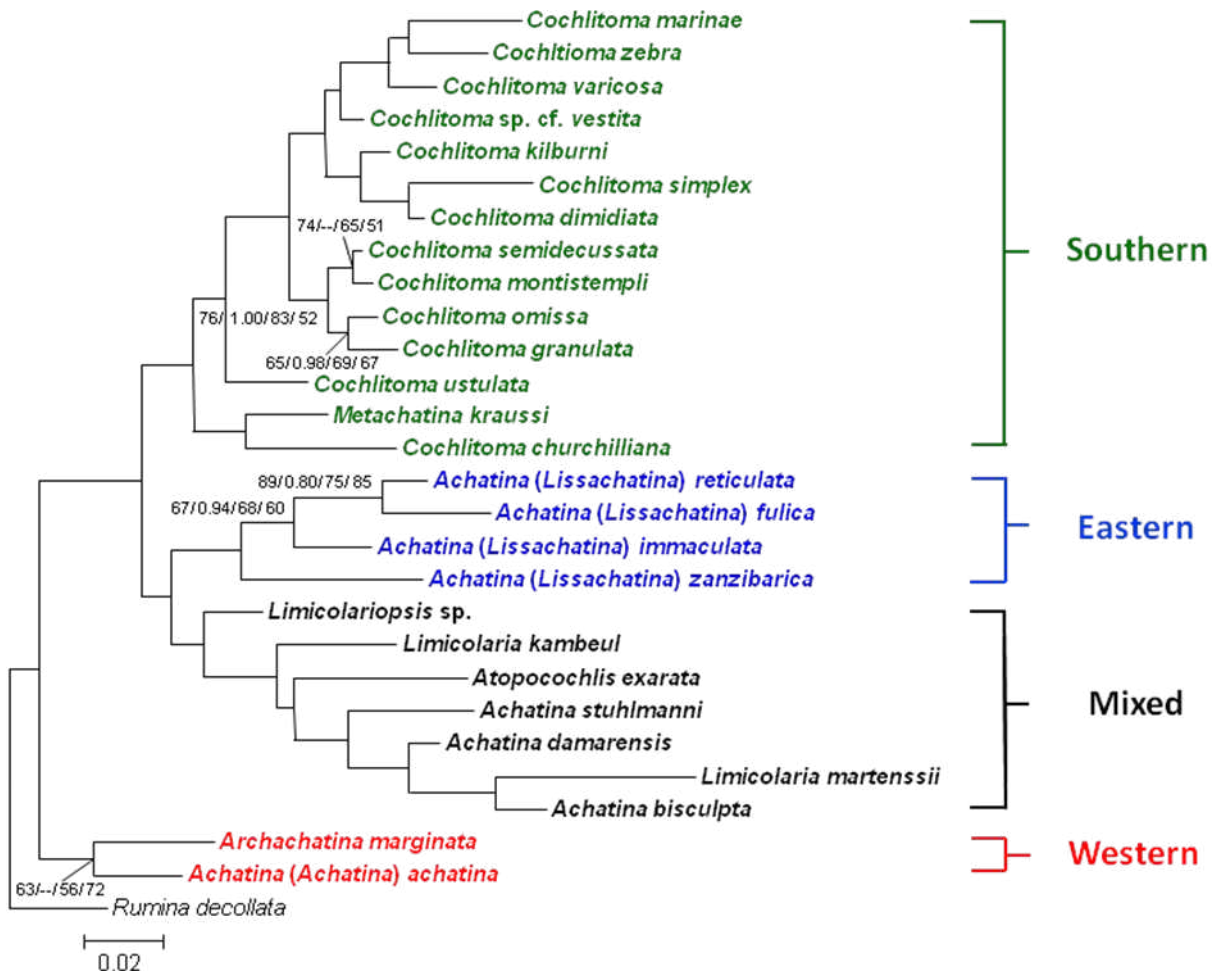 Cochlitoma marinae
Cochltioma zebra
Cochlitoma varicosa
Cochlitoma sp. cf. vestita
Cochlitoma kilburni
Cochlitoma simplex
Cochlitoma dimidiata
74/--/65/51
Cochlitoma semidecussata
Southern
Cochlitoma montistempli
76/ 1.00/83/ 52
Cochlitoma omissa
Cochlitoma granulata
65/0.98/69/ 67
Cochlitoma ustulata
Metachatina kraussi
Cochlitoma churchilliana
89/0.80/75/ 85
Achatina (Lissachatina) reticulata
67/0.94/68/ 60
Achatina (Lissachatina) fulica
Eastern
Achatina (Lissachatina) immaculata
Achatina (Lissachatina) zanzibarica
Limicolariopsis sp.
Limicolaria kambeul
Atopocochlis exarata
Mixed
Achatina stuhlmanni
Achatina damarensis
Limicolaria martenssii
Achatina bisculpta
Archachatina marginata
Western
Achatina (Achatina) achatina
63/--/56/72
Rumina decollata
0.02